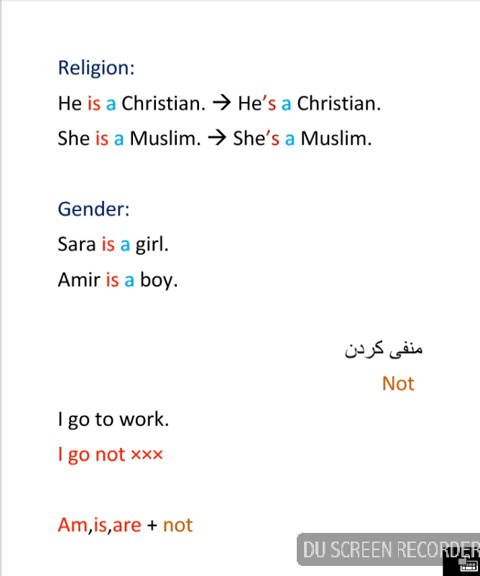 Religion:
He is a Christian. → He's a Christian.
She is a Muslim. → She's a Muslim.
Gender:
Sara is a girl.
Amir is a boy.
منفی کردن
Not
I go to work.
I go not ×××
Am,is,are + not
DU SCREEN RECORDER